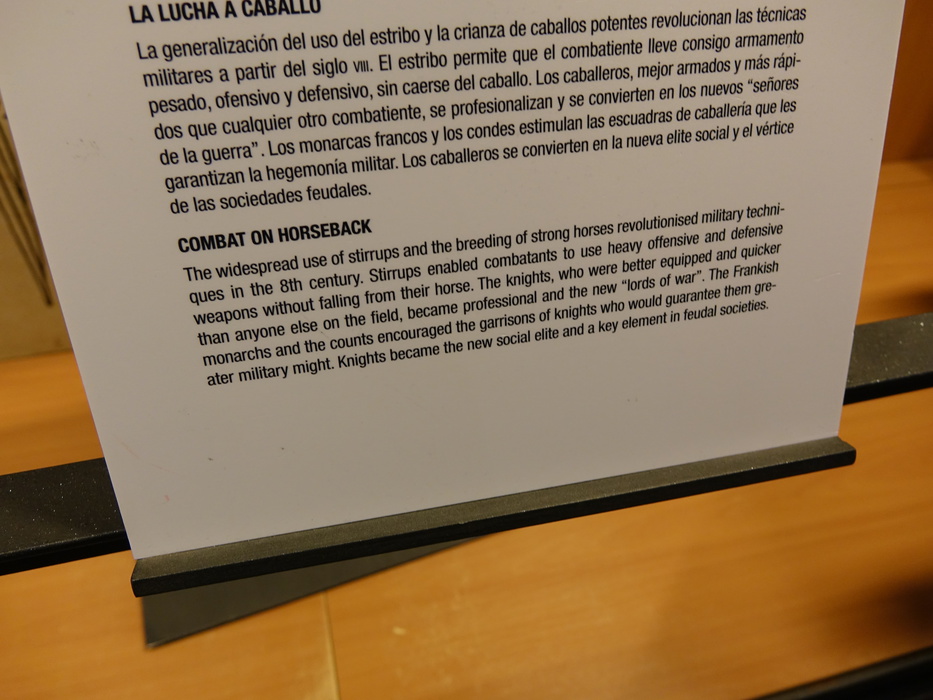 LA LUCHA A CABALLO
La generalización del uso del estribo y la crianza de caballos potentes revolucionan las técnicas
militares a partir del siglo VIII. El estribo permite que el combatiente lleve consigo armamento
pesado, ofensivo y defensivo, sin caerse del caballo. Los caballeros, mejor armados y más rápi-
dos que cualquier otro combatiente, se profesionalizan y se convierten en los nuevos “señores
de la guerra”. Los monarcas francos y los condes estimulan las escuadras de caballería que les
garantizan la hegemonía militar. Los caballeros se convierten en la nueva elite social y el vértice
de las sociedades feudales.
COMBAT ON HORSEBACK
The widespread use of stirrups and the breeding of strong horses revolutionised military techni-
ques in the 8th century. Stirrups enabled combatants to use heavy offensive and defensive
weapons without falling from their horse. The knights, who were better equipped and quicker
than anyone else on the field, became professional and the new “lords of war”. The Frankish
monarchs and the counts encouraged the garrisons of knights who would guarantee them gre-
ater military might. Knights became the new social elite and a key element in feudal societies.